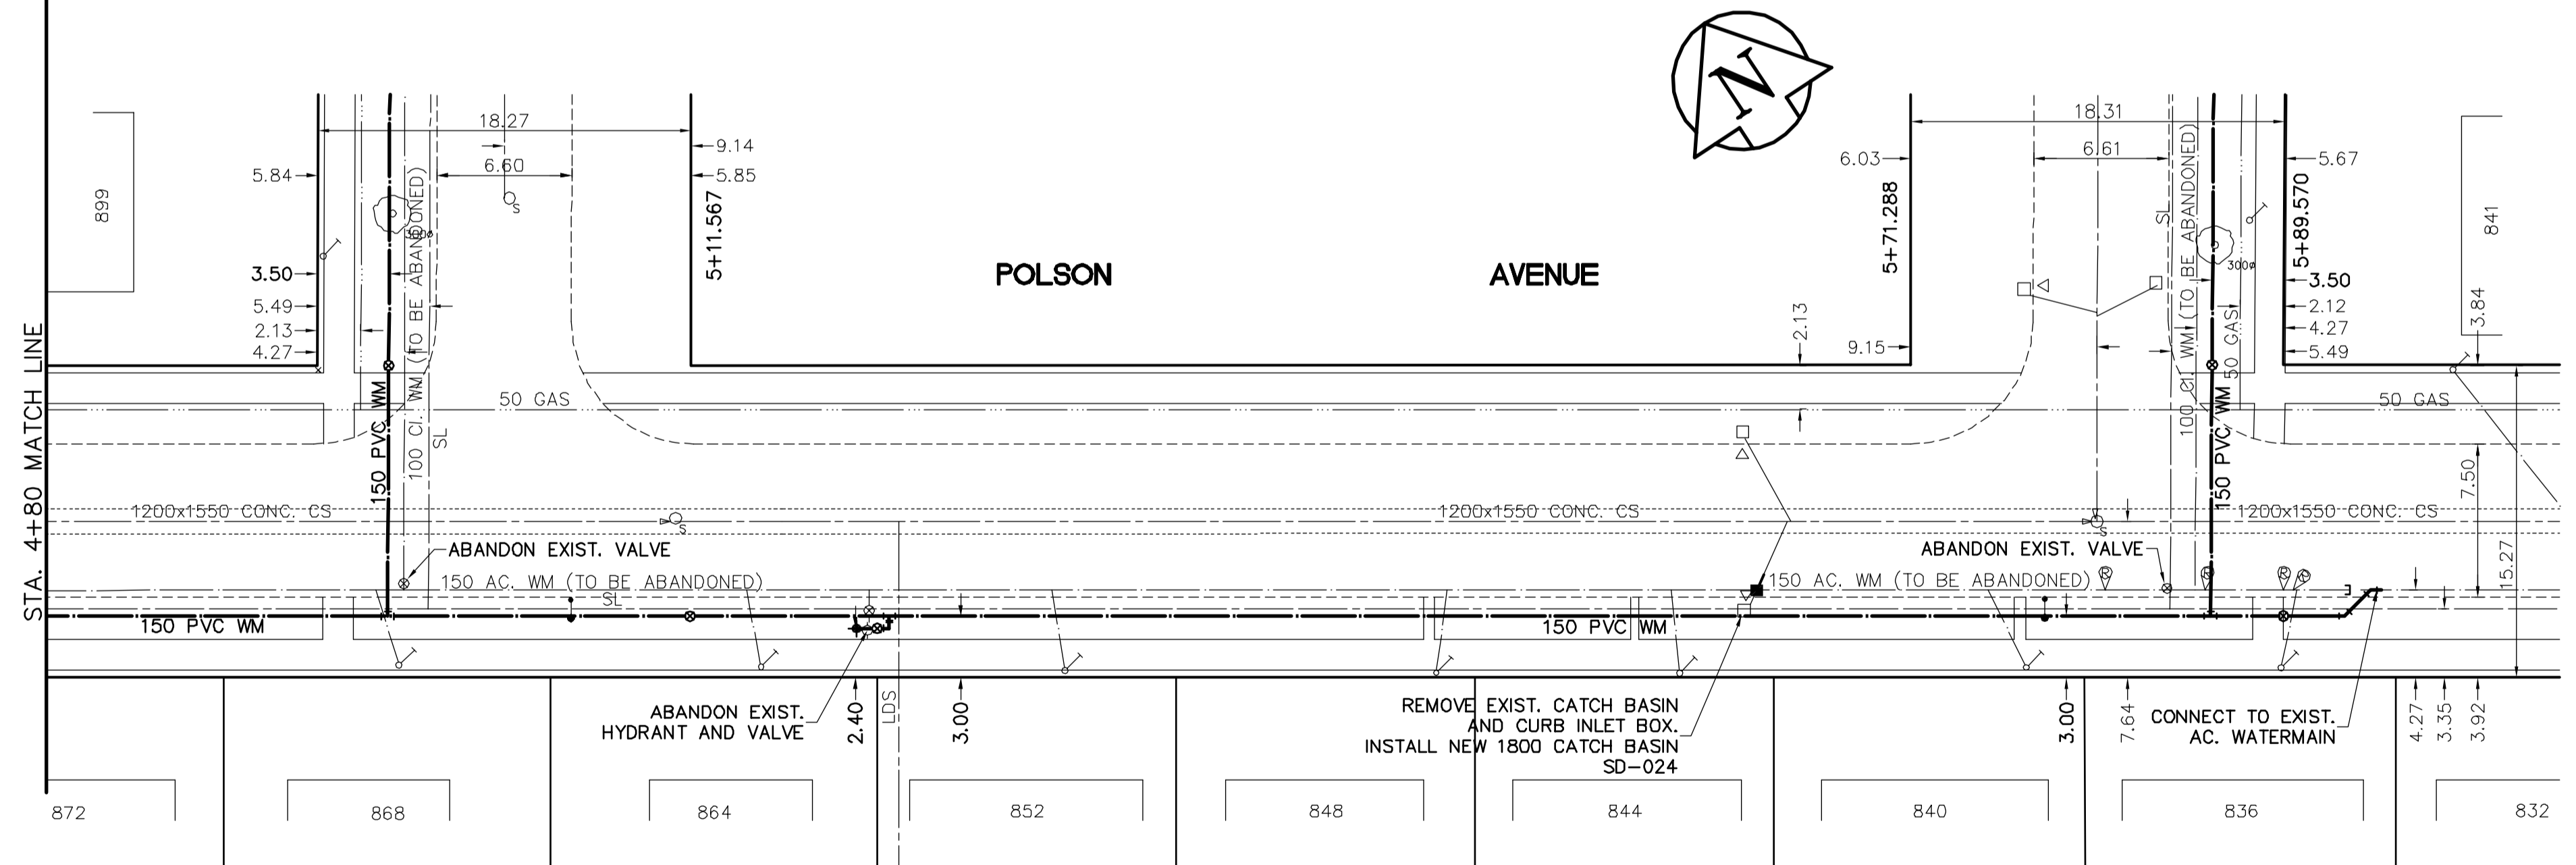 N
18.27
18.31
9.14
6.60
5.84
5.85
6.03
6.61
5.67
899
5+11.567
5+71.288
5+89.570
841
300ø
300ø
100 CI. WM (TO BE ABANDONED)
100 CI. WM (TO BE ABANDONED)
SL
3.50
5.49
2.13
4.27
POLSON AVENUE
2.13
9.15
3.50
2.12
4.27
5.49
3.84
STA. 4+80 MATCH LINE
150 PVC WM
SL
50 GAS
50 GAS
150 PVC WM
50 GAS
7.50
15.27
1200x1550 CONC. CS
S
S
1200x1550 CONC. CS
S
1200x1550 CONC. CS
ABANDON EXIST. VALVE
ABANDON EXIST. VALVE
150 AC. WM (TO BE ABANDONED)
SL
150 AC. WM (TO BE ABANDONED)
R
R
R
R
150 PVC WM
150 PVC WM
ABANDON EXIST.
HYDRANT AND VALVE
2.40
LDS
3.00
REMOVE EXIST. CATCH BASIN
AND CURB INLET BOX.
INSTALL NEW 1800 CATCH BASIN
SD-024
3.00
7.64
CONNECT TO EXIST.
AC. WATERMAIN
4.27
3.35
3.92
872
868
864
852
848
844
840
836
832